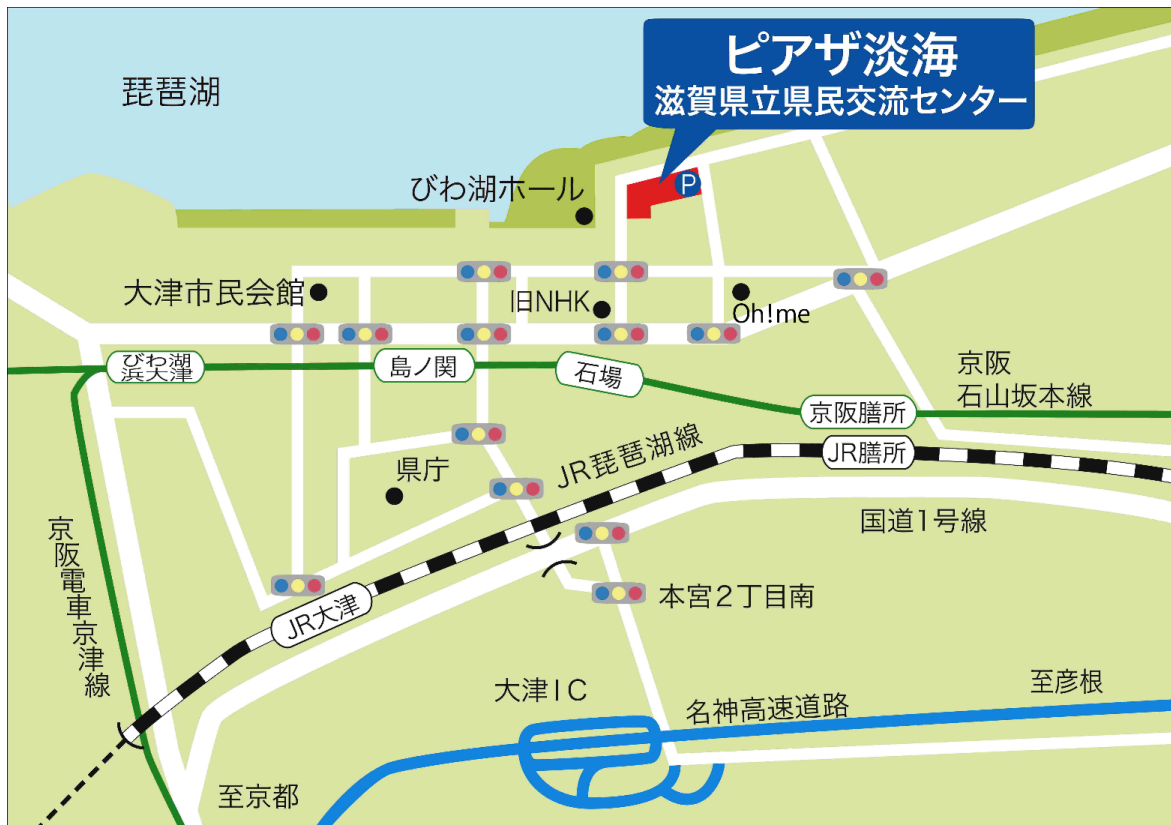 ピアザ淡海
滋賀県立県民交流センター
琵琶湖
P
びわ湖ホール
大津市民会館
旧NHK
Oh!me
びわ湖
浜大津
島ノ関
石場
京阪
石山坂本線
京阪膳所
JR膳所
JR琵琶湖線
県庁
国道1号線
京阪電車京津線
JR大津
本宮2丁目南
大津IC
名神高速道路
至彦根
至京都